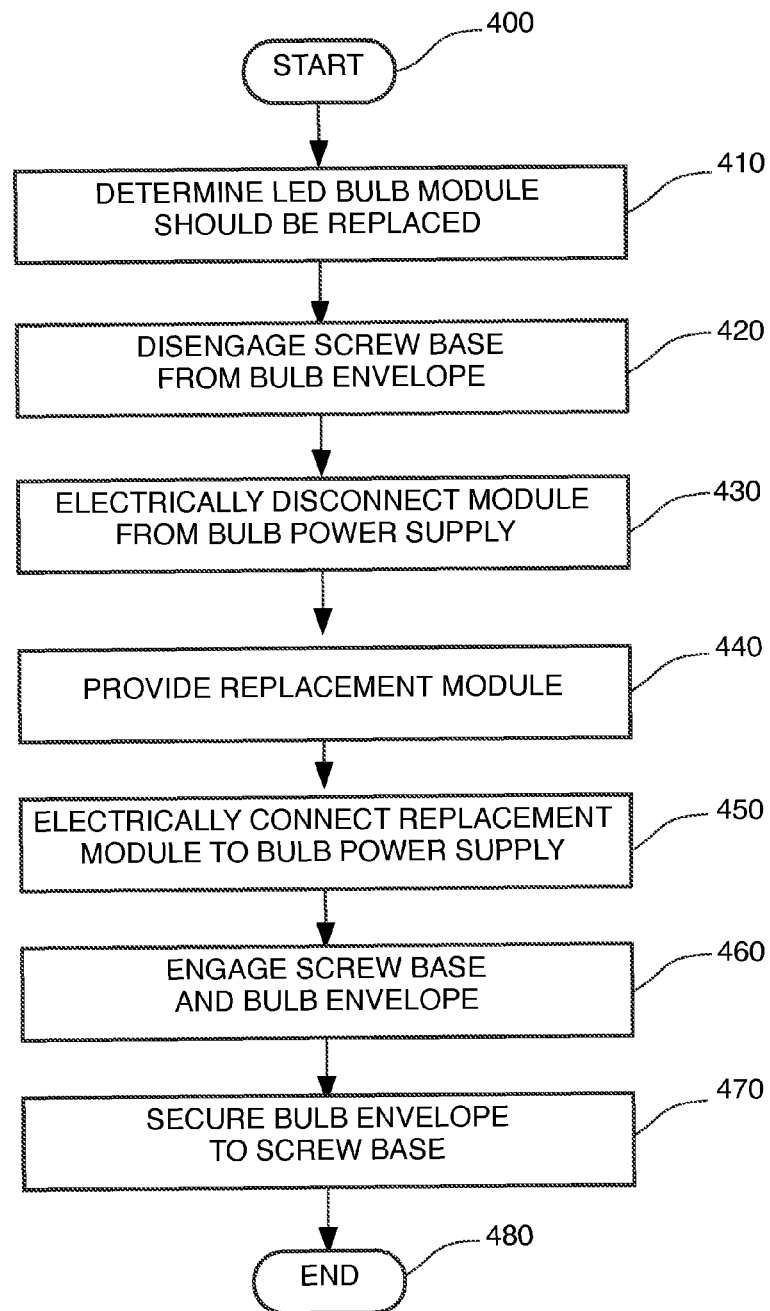 400
START
410
DETERMINE LED BULB MODULE
SHOULD BE REPLACED
420
DISENGAGE SCREW BASE
FROM BULB ENVELOPE
430
ELECTRICALLY DISCONNECT MODULE
FROM BULB POWER SUPPLY
440
PROVIDE REPLACEMENT MODULE
450
ELECTRICALLY CONNECT REPLACEMENT
MODULE TO BULB POWER SUPPLY
460
ENGAGE SCREW BASE
AND BULB ENVELOPE
470
SECURE BULB ENVELOPE
TO SCREW BASE
480
END